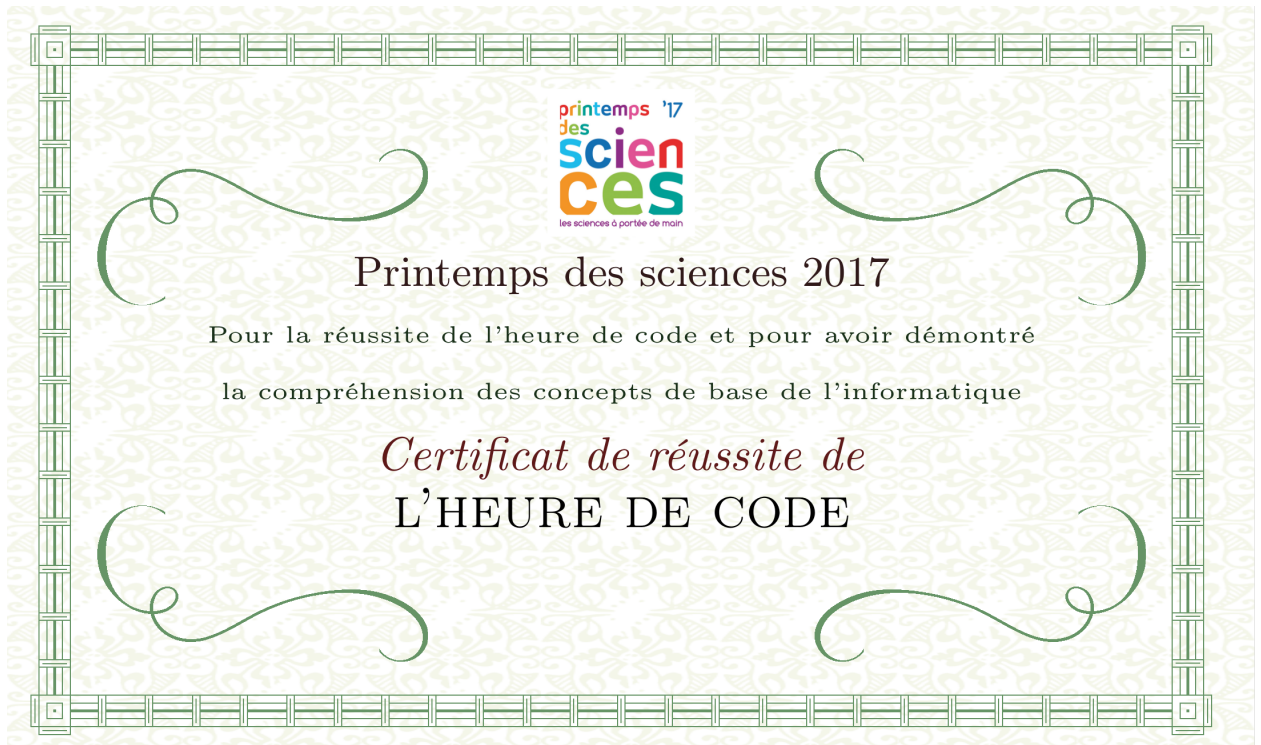 printemps '17
des
scien
ces
les sciences à portée de main
Printemps des sciences 2017
Pour la réussite de l'heure de code et pour avoir démontré
la compréhension des concepts de base de l'informatique
Certificat de réussite de
L'HEURE DE CODE